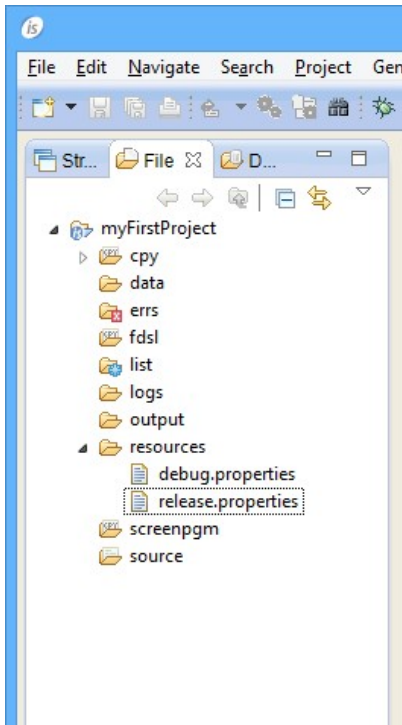 is
File Edit Navigate Search Project Gen
Str... File D...
myFirstProject
cpy
data
errs
fdsl
list
logs
output
resources
debug.properties
release.properties
screenpgm
source